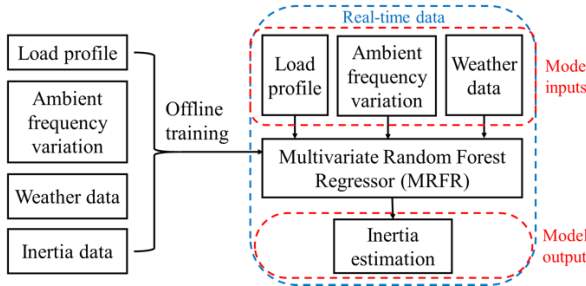 Load profile
Ambient
frequency
variation
Weather data
Inertia data
Offline
training
Real-time data
Load
profile
Ambient
frequency
variation
Weather
data
Model
inputs
Multivariate Random Forest
Regressor (MRFR)
Inertia
estimation
Model
output